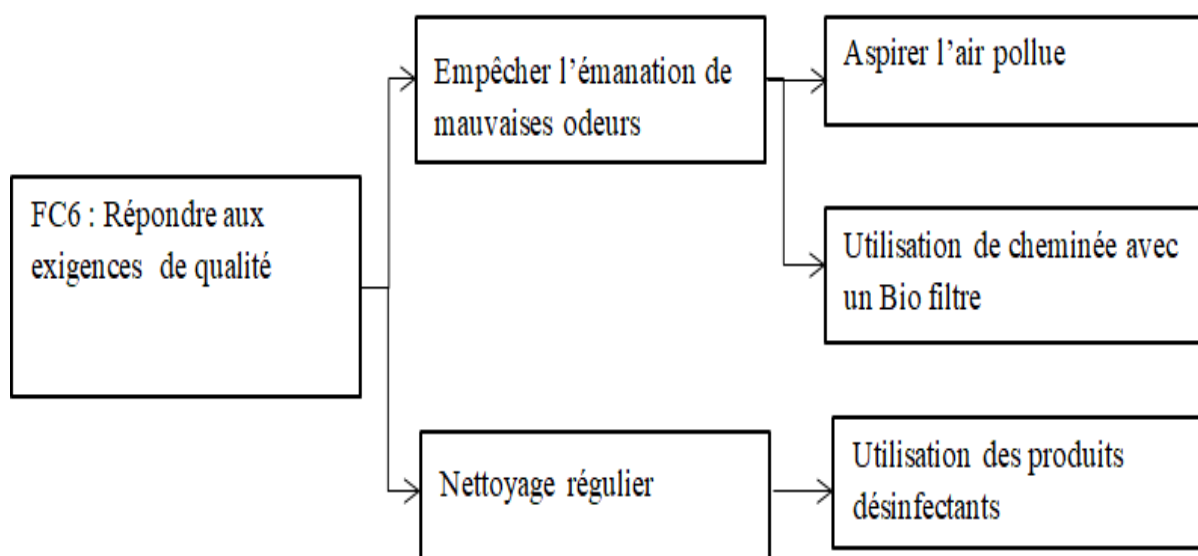 FC6 : Répondre aux
exigences de qualité
Empêcher l’émanation de
mauvaises odeurs
Aspirer l’air pollue
Utilisation de cheminée avec
un Bio filtre
Nettoyage régulier
Utilisation des produits
désinfectants